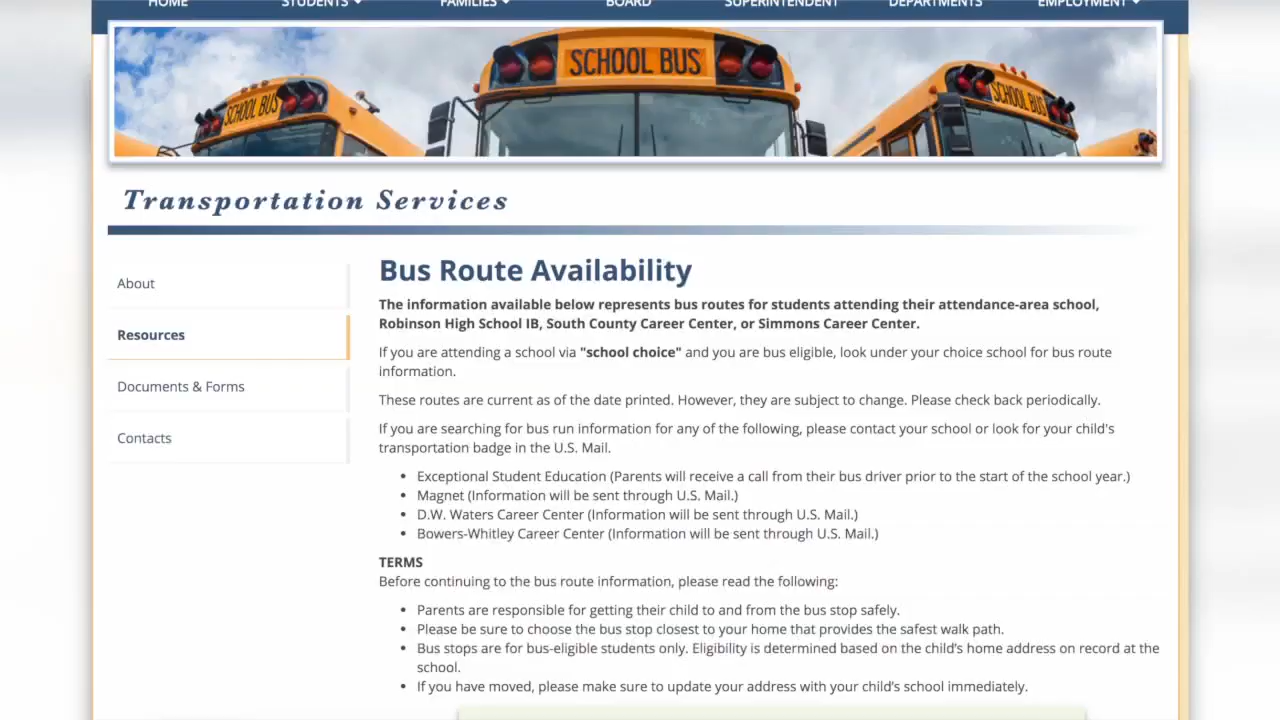 HOME STUDENTS FAMILIES BOARD SUPERINTENDENT DEPARTMENTS EMPLOYMENT
SCHOOL BUS SCHOOL BUS SCHOOL BUS
Transportation Services
About
Resources
Documents & Forms
Contacts
Bus Route Availability
The information available below represents bus routes for students attending their attendance-area school,
Robinson High School IB, South County Career Center, or Simmons Career Center.
If you are attending a school via "school choice" and you are bus eligible, look under your choice school for bus route
information.
These routes are current as of the date printed. However, they are subject to change. Please check back periodically.
If you are searching for bus run information for any of the following, please contact your school or look for your child's
transportation badge in the U.S. Mail.
• Exceptional Student Education (Parents will receive a call from their bus driver prior to the start of the school year.)
• Magnet (Information will be sent through U.S. Mail.)
• D.W. Waters Career Center (Information will be sent through U.S. Mail.)
• Bowers-Whitley Career Center (Information will be sent through U.S. Mail.)
TERMS
Before continuing to the bus route information, please read the following:
• Parents are responsible for getting their child to and from the bus stop safely.
• Please be sure to choose the bus stop closest to your home that provides the safest walk path.
• Bus stops are for bus-eligible students only. Eligibility is determined based on the child's home address on record at the
school.
• If you have moved, please make sure to update your address with your child's school immediately.